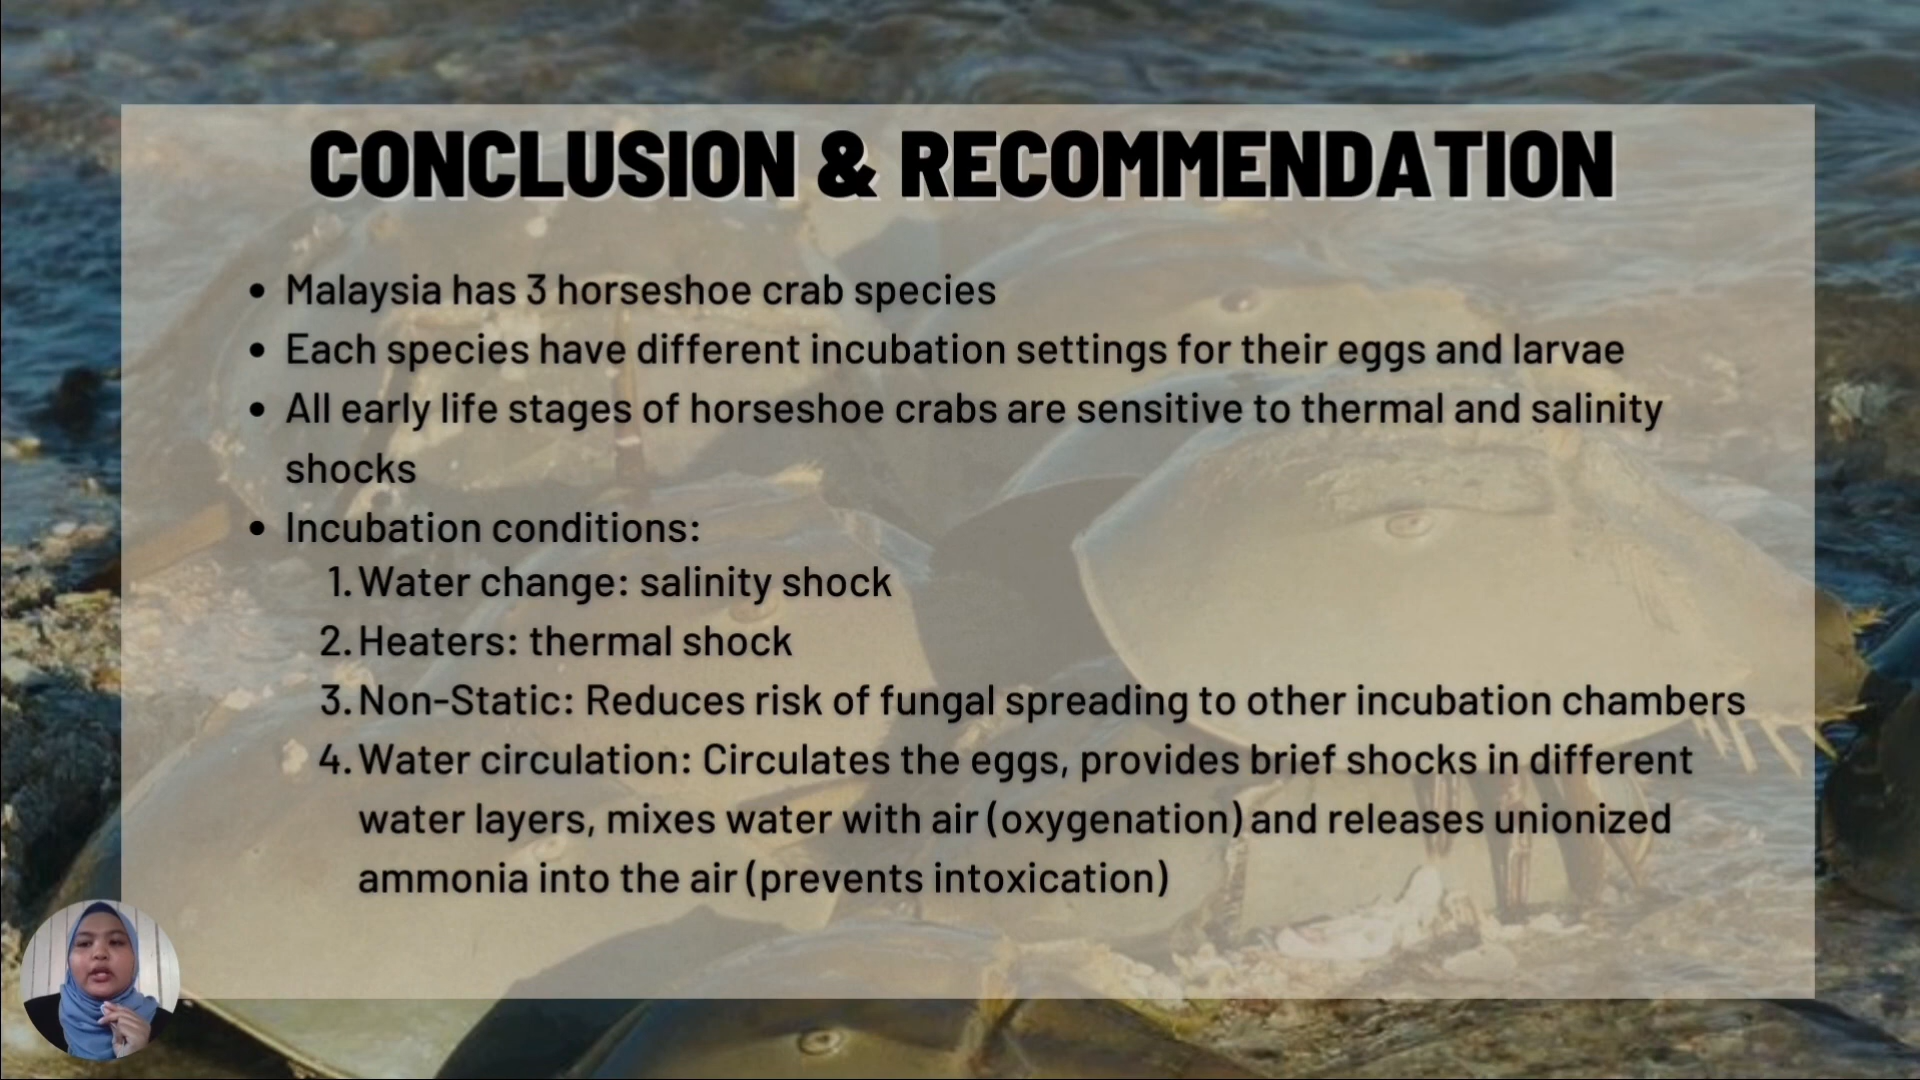 CONCLUSION & RECOMMENDATION
• Malaysia has 3 horseshoe crab species
• Each species have different incubation settings for their eggs and larvae
• All early life stages of horseshoe crabs are sensitive to thermal and salinity
shocks
• Incubation conditions:
1. Water change: salinity shock
2. Heaters: thermal shock
3. Non-Static: Reduces risk of fungal spreading to other incubation chambers
4. Water circulation: Circulates the eggs, provides brief shocks in different
water layers, mixes water with air (oxygenation) and releases unionized
ammonia into the air (prevents intoxication)